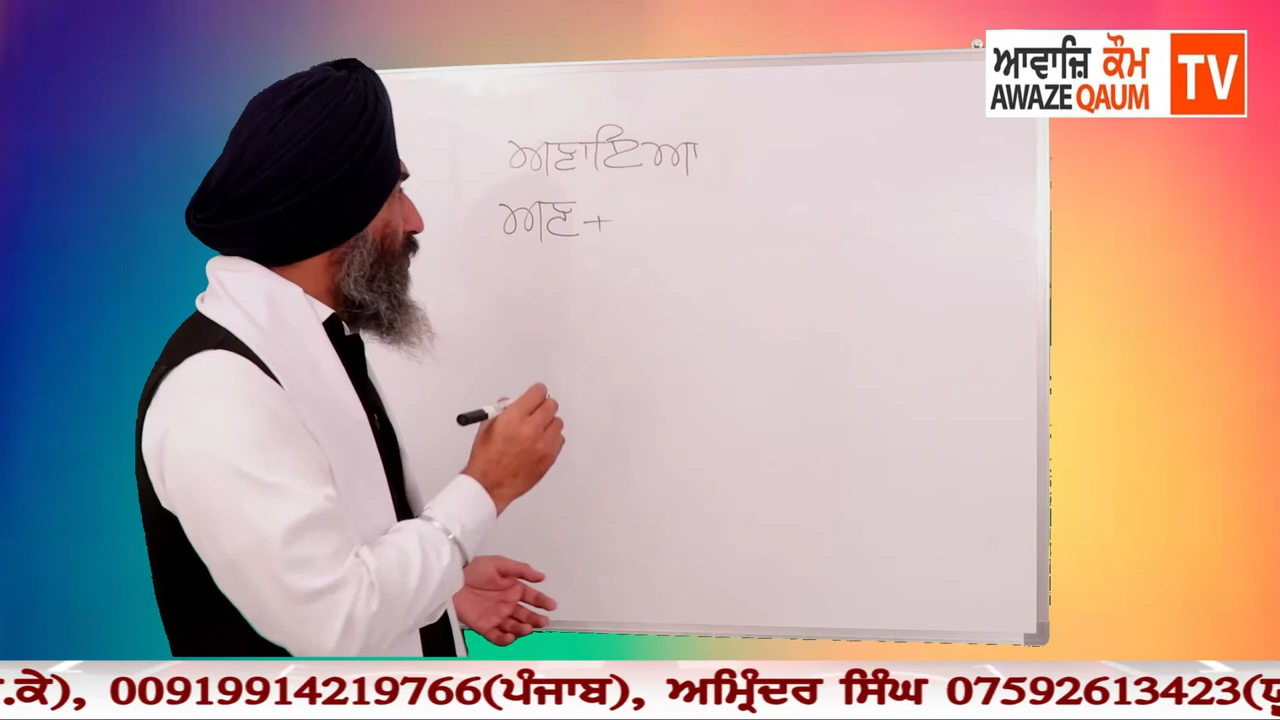 ਆਵਾਜ਼ਿ ਕੌਮ
AWAZE QAUM
TV
ਅਣਾਇਆ
ਅਣ +
.ਕੇ), 00919914219766(ਪੰਜਾਬ), ਅਮ੍ਰਿੰਦਰ ਸਿੰਘ 07592613423(ਯੂ